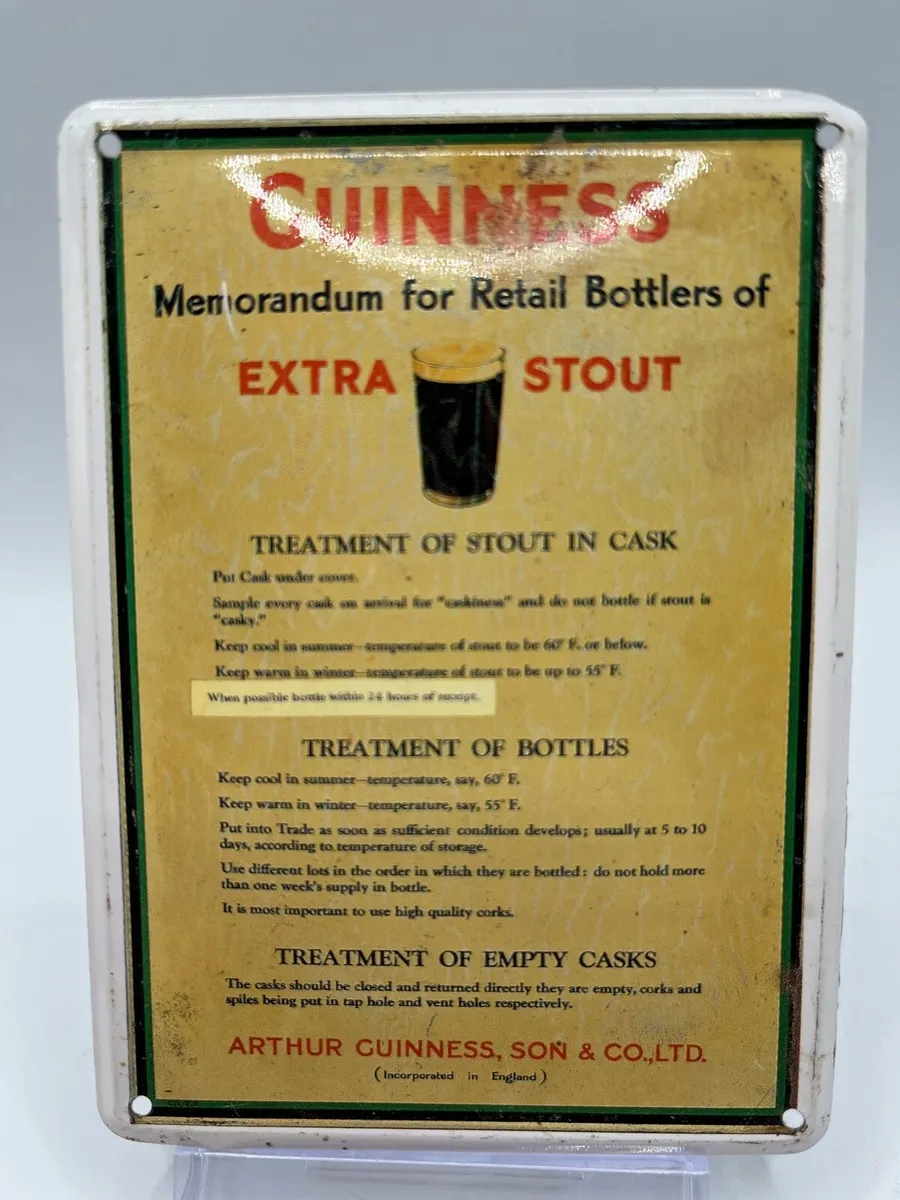 GUINNESS
Memorandum for Retail Bottlers of
EXTRA STOUT
TREATMENT OF STOUT IN CASK
Put Cask under cover.
Sample every cask on arrival for "caskiness" and do not bottle if stout is
"casky."
Keep cool in summer—temperature of stout to be 60° F. or below.
Keep warm in winter—temperature of stout to be up to 55° F.
When possible bottle within 24 hours of receipt.
TREATMENT OF BOTTLES
Keep cool in summer—temperature, say, 60° F.
Keep warm in winter—temperature, say, 55° F.
Put into Trade as soon as sufficient condition develops; usually at 5 to 10
days, according to temperature of storage.
Use different lots in the order in which they are bottled: do not hold more
than one week's supply in bottle.
It is most important to use high quality corks.
TREATMENT OF EMPTY CASKS
The casks should be closed and returned directly they are empty, corks and
spiles being put in tap hole and vent holes respectively.
ARTHUR GUINNESS, SON & CO., LTD.
(Incorporated in England)